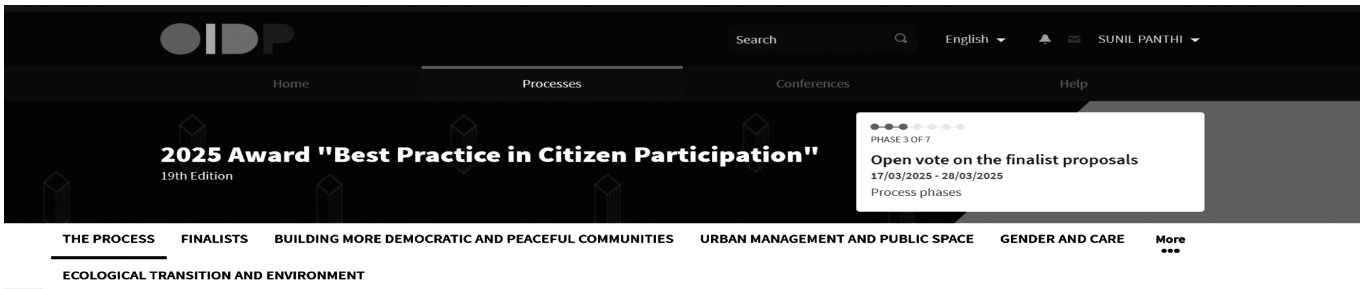 OIDP
Search English SUNIL PANTHI
Home Processes Conferences Help
2025 Award "Best Practice in Citizen Participation"
19th Edition
PHASE 3 OF 7
Open vote on the finalist proposals
17/03/2025 - 28/03/2025
Process phases
THE PROCESS FINALISTS BUILDING MORE DEMOCRATIC AND PEACEFUL COMMUNITIES URBAN MANAGEMENT AND PUBLIC SPACE GENDER AND CARE More
ECOLOGICAL TRANSITION AND ENVIRONMENT